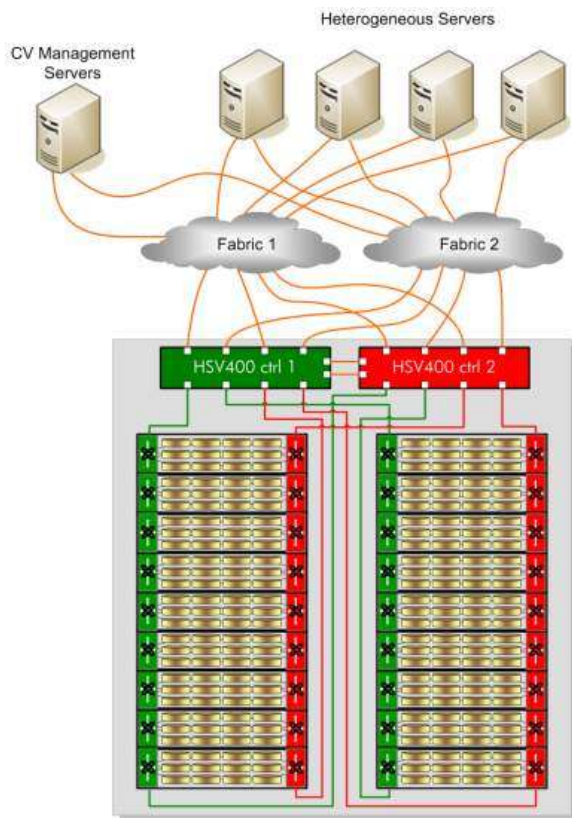 Heterogeneous Servers
CV Management
Servers
Fabric 1
Fabric 2
HSV400 ctrl 1
HSV400 ctrl 2